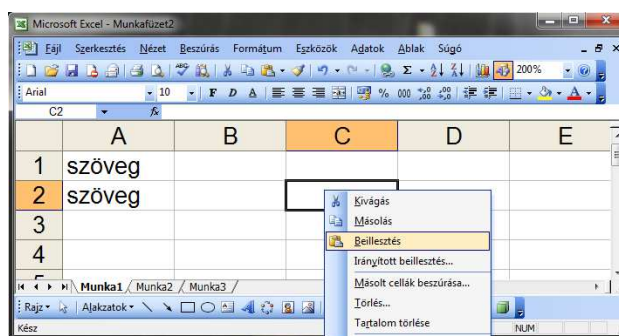 Microsoft Excel - Munkafüzet2
Fájl Szerkesztés Nézet Beszúrás Formátum Eszközök Adatok Ablak Súgó
200%
Arial 10 F D A % 000
C2 fx
A B C D E
1 szöveg
2 szöveg
3
4
5
Kivágás
Másolás
Beillesztés
Irányított beillesztés...
Másolt cellák beszúrása...
Törlés...
Tartalom törlése
Munka1 Munka2 Munka3
Rajz Alakzatok
Kész NUM